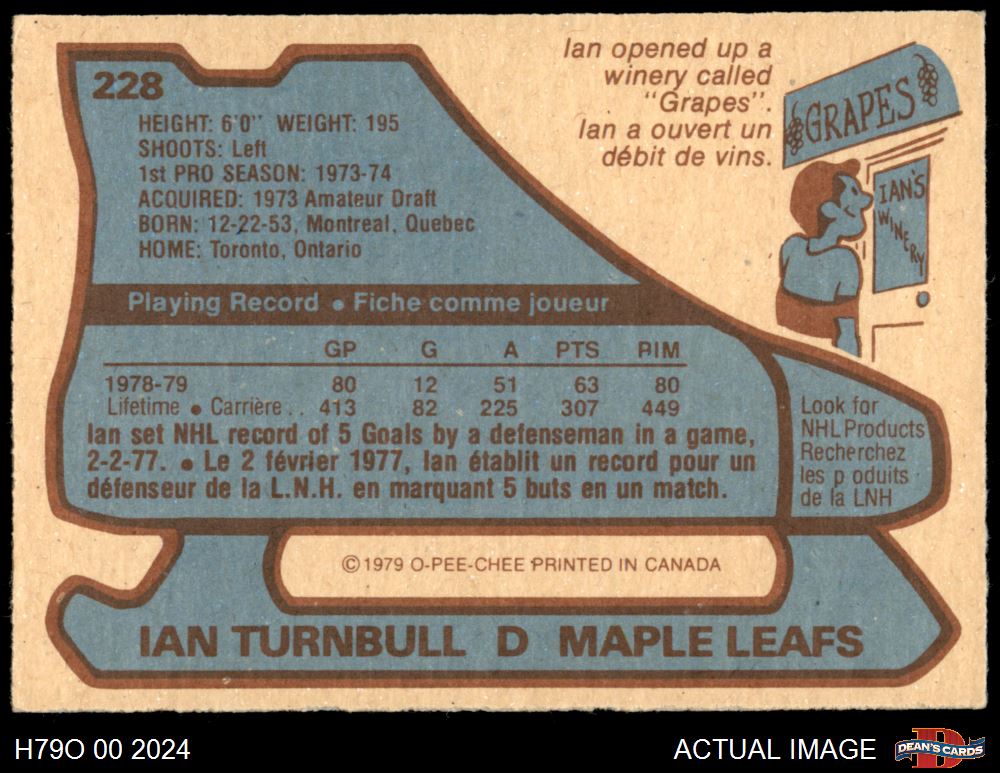 228
HEIGHT: 6'0" WEIGHT: 195
SHOOTS: Left
1st PRO SEASON: 1973-74
ACQUIRED: 1973 Amateur Draft
BORN: 12-22-53, Montreal, Quebec
HOME: Toronto, Ontario
Ian opened up a
winery called
"Grapes".
Ian a ouvert un
débit de vins.
GRAPES
IAN'S
WINERY
Playing Record • Fiche comme joueur
GP G A PTS PIM
1978-79 80 12 51 63 80
Lifetime • Carrière . . 413 82 225 307 449
Ian set NHL record of 5 Goals by a defenseman in a game,
2-2-77. • Le 2 février 1977, Ian établit un record pour un
défenseur de la L.N.H. en marquant 5 buts en un match.
Look for
NHL Products
Recherchez
les p oduits
de la LNH
©1979 O-PEE-CHEE PRINTED IN CANADA
IAN TURNBULL D MAPLE LEAFS
H79O 00 2024
ACTUAL IMAGE
D
DEAN'S CARDS